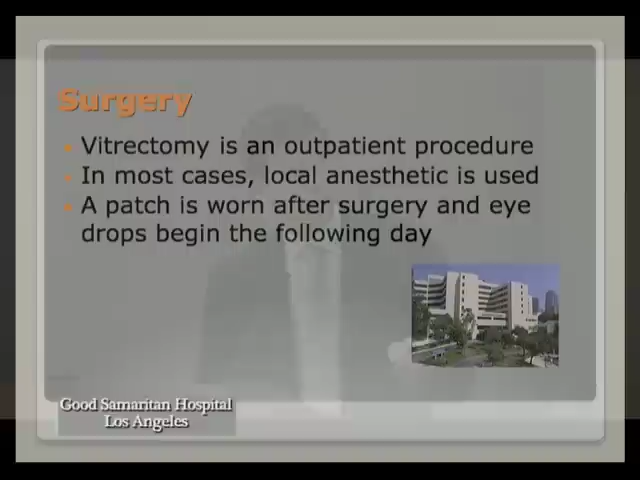 Surgery
Vitrectomy is an outpatient procedure
In most cases, local anesthetic is used
A patch is worn after surgery and eye
drops begin the following day
Good Samaritan Hospital
Los Angeles